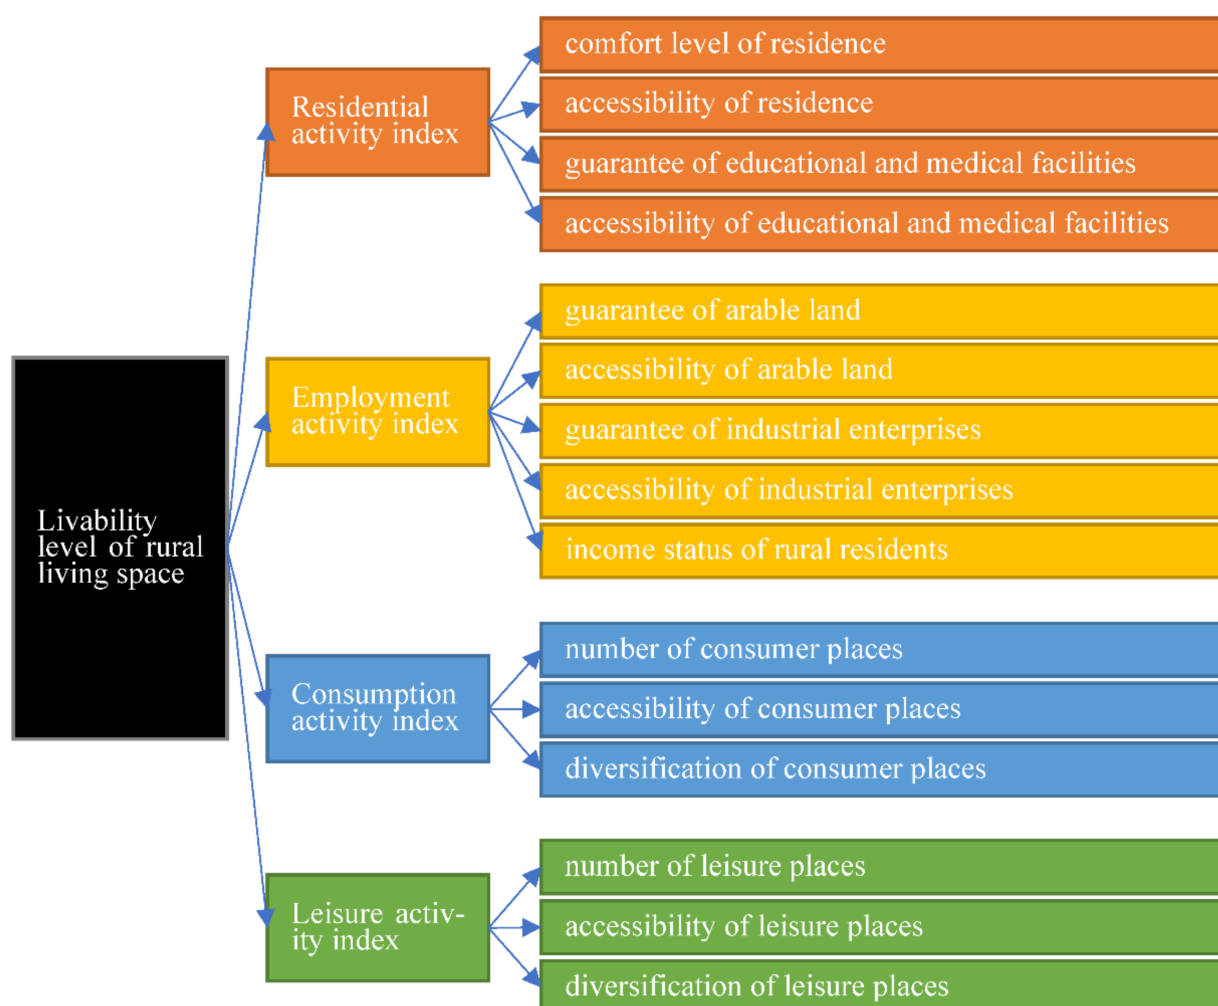 Livability
level of rural
living space
Residential
activity index
comfort level of residence
accessibility of residence
guarantee of educational and medical facilities
accessibility of educational and medical facilities
Employment
activity index
guarantee of arable land
accessibility of arable land
guarantee of industrial enterprises
accessibility of industrial enterprises
income status of rural residents
Consumption
activity index
number of consumer places
accessibility of consumer places
diversification of consumer places
Leisure activ-
ity index
number of leisure places
accessibility of leisure places
diversification of leisure places